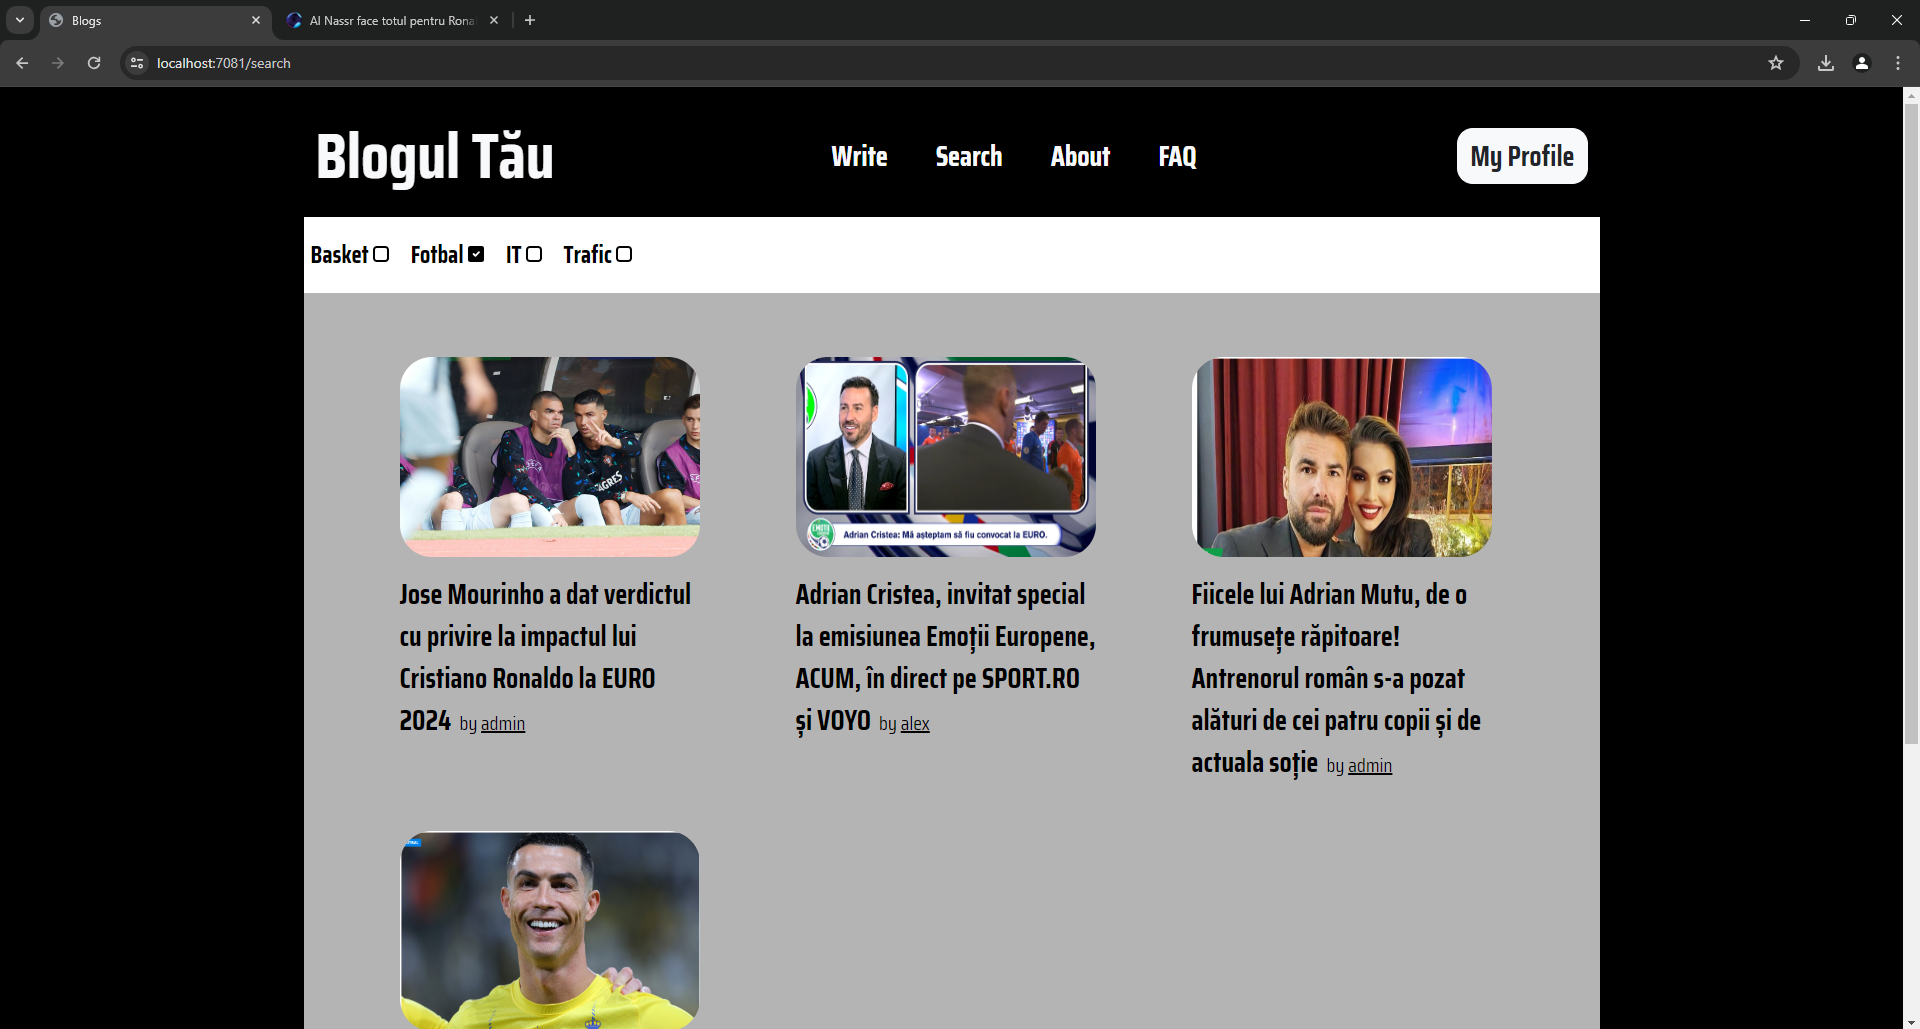 Blogs
Al Nassr face totul pentru Rona
localhost:7081/search
Blogul Tău
Write
Search
About
FAQ
My Profile
Basket
Fotbal
IT
Trafic
AGRES
EMOȚII
Adrian Cristea: Mă așteptam să fiu convocat la EURO.
Jose Mourinho a dat verdictul
cu privire la impactul lui
Cristiano Ronaldo la EURO
2024 by admin
Adrian Cristea, invitat special
la emisiunea Emoții Europene,
ACUM, în direct pe SPORT.RO
și VOYO by alex
Fiicele lui Adrian Mutu, de o
frumusețe răpitoare!
Antrenorul român s-a pozat
alături de cei patru copii și de
actuala soție by admin